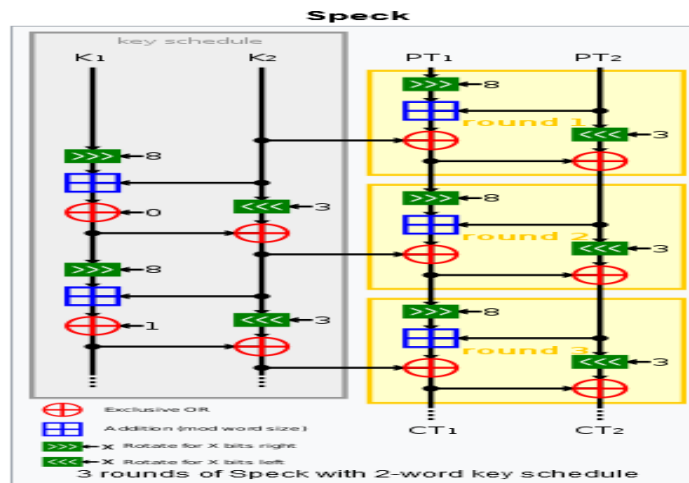 Speck
key schedule
K1 K2 PT1 PT2
>>> 8
round 1
<<< 3
>>> 8
>>> 8
0
<<< 3
round 2
<<< 3
>>> 8
>>> 8
1
<<< 3
round 3
<<< 3
CT1 CT2
Exclusive OR
Addition (mod word size)
>>> X Rotate for X bits right
<<< X Rotate for X bits left
3 rounds of Speck with 2-word key schedule